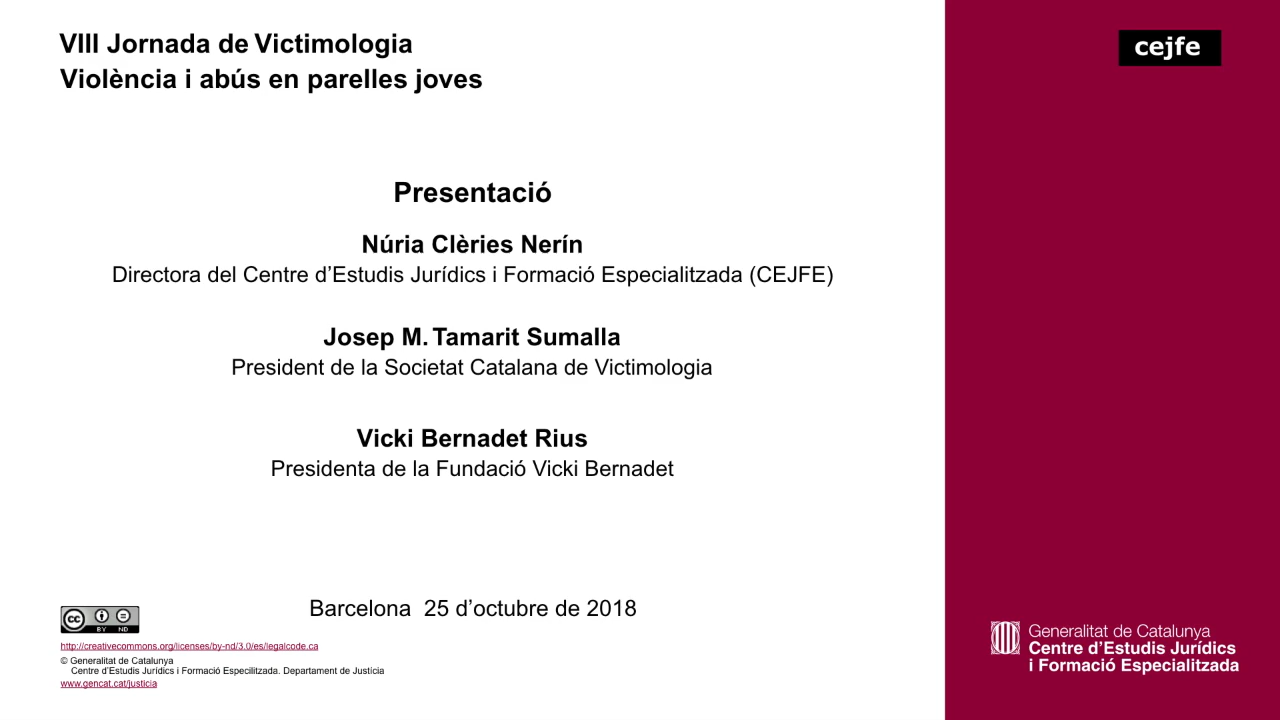 VIII Jornada de Victimologia
Violència i abús en parelles joves
cejfe
Presentació
Núria Clèries Nerín
Directora del Centre d’Estudis Jurídics i Formació Especialitzada (CEJFE)
Josep M. Tamarit Sumalla
President de la Societat Catalana de Victimologia
Vicki Bernadet Rius
Presidenta de la Fundació Vicki Bernadet
Barcelona 25 d’octubre de 2018
cc
BY ND
http://creativecommons.org/licenses/by-nd/3.0/es/legalcode.ca
© Generalitat de Catalunya
Centre d’Estudis Jurídics i Formació Especilitzada. Departament de Justícia
www.gencat.cat/justicia
Generalitat de Catalunya
Centre d’Estudis Jurídics
i Formació Especialitzada